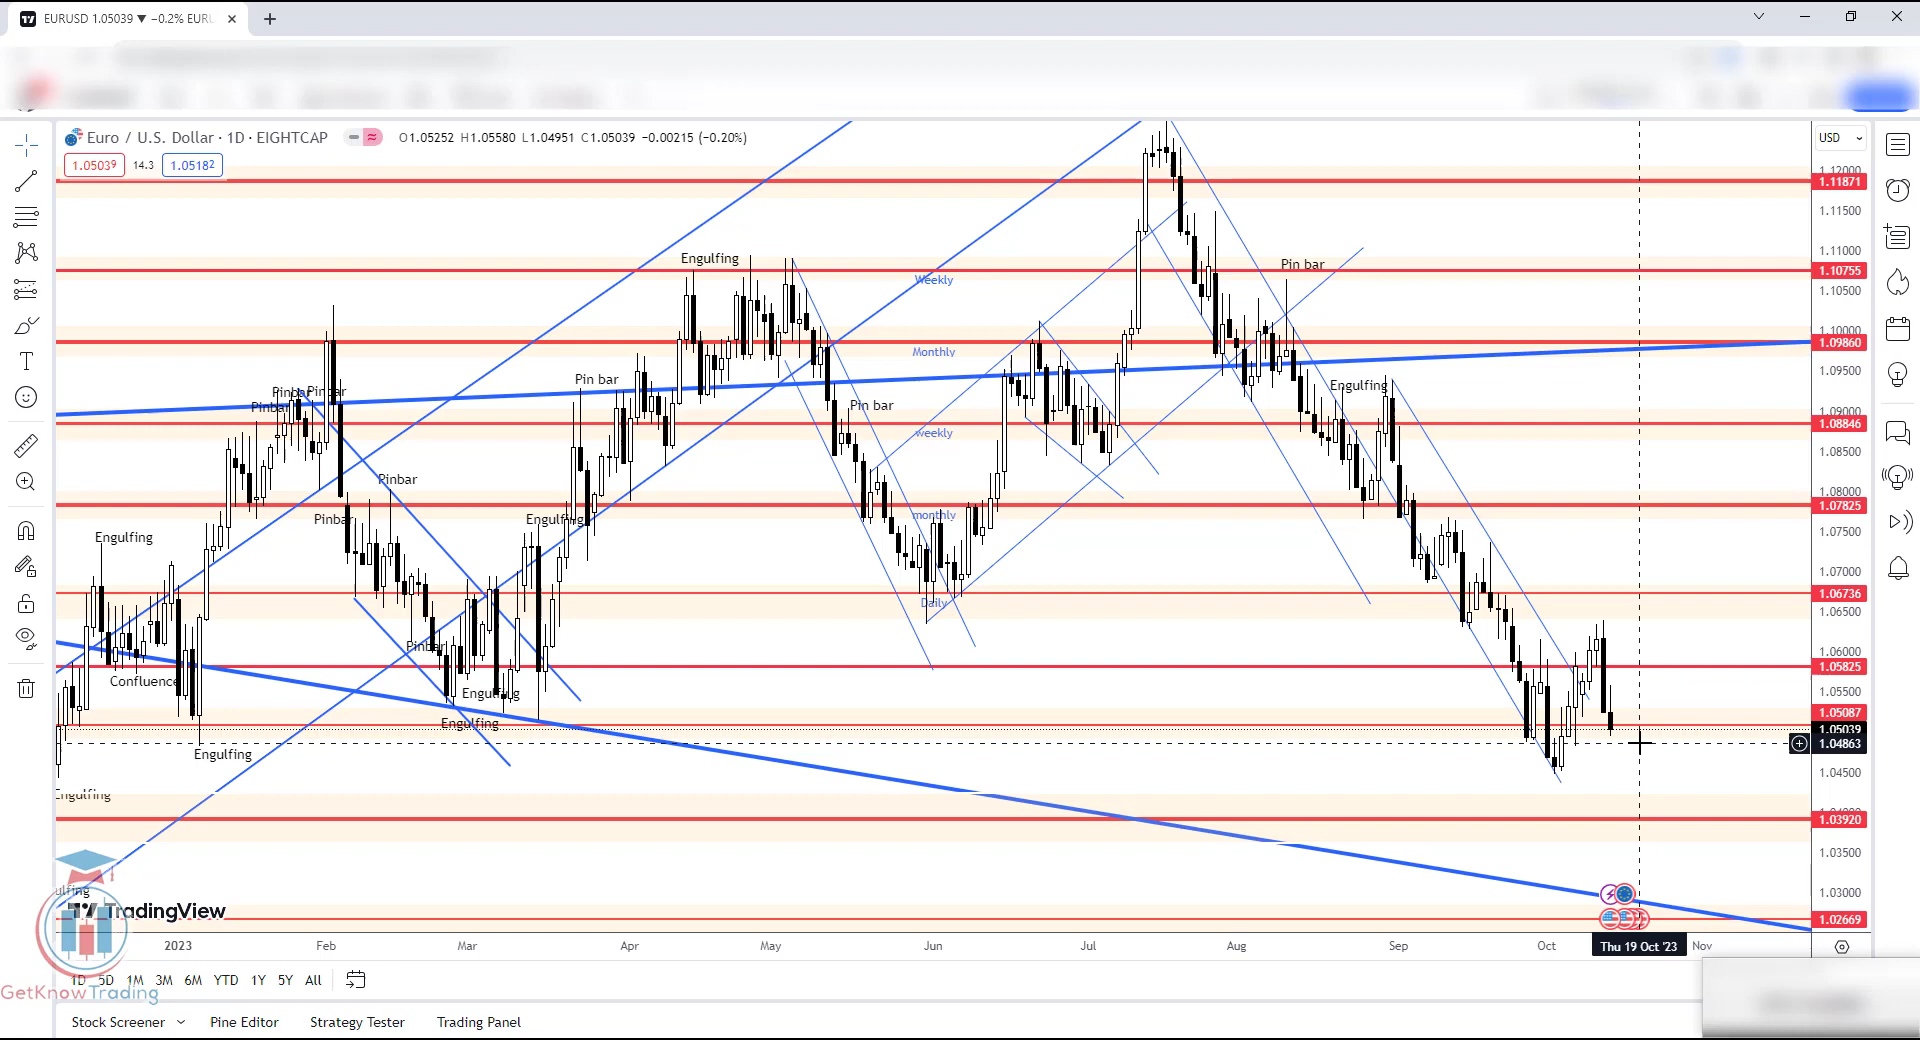 EURUSD 1.05039 ▼ −0.2% EURU
Euro / U.S. Dollar · 1D · EIGHTCAP
O1.05252 H1.05580 L1.04951 C1.05039 −0.00215 (−0.20%)
USD
1.05039 14.3 1.05182
1.12000
1.11871
1.11500
1.11000
Engulfing
Pin bar
1.10755
Weekly
1.10500
1.10000
1.09860
Monthly
1.09500
Pin bar
Engulfing
Pinbar
Pinbar
Pinbar
Pin bar
1.09000
1.08846
weekly
1.08500
Pinbar
1.08000
1.07825
monthly
Pinbar
Engulfing
1.07500
Engulfing
1.07000
1.06736
Daily
1.06500
Pinbar
1.06000
1.05825
Confluence
Engulfing
1.05500
1.05087
Engulfing
1.05039
1.04863
Engulfing
1.04500
Engulfing
1.03920
1.03500
ulfing
1.03000
TradingView
1.02669
2023 Feb Mar Apr May Jun Jul Aug Sep Oct Thu 19 Oct '23 Nov
1D 5D 1M 3M 6M YTD 1Y 5Y All
GetKnowTrading
Stock Screener Pine Editor Strategy Tester Trading Panel